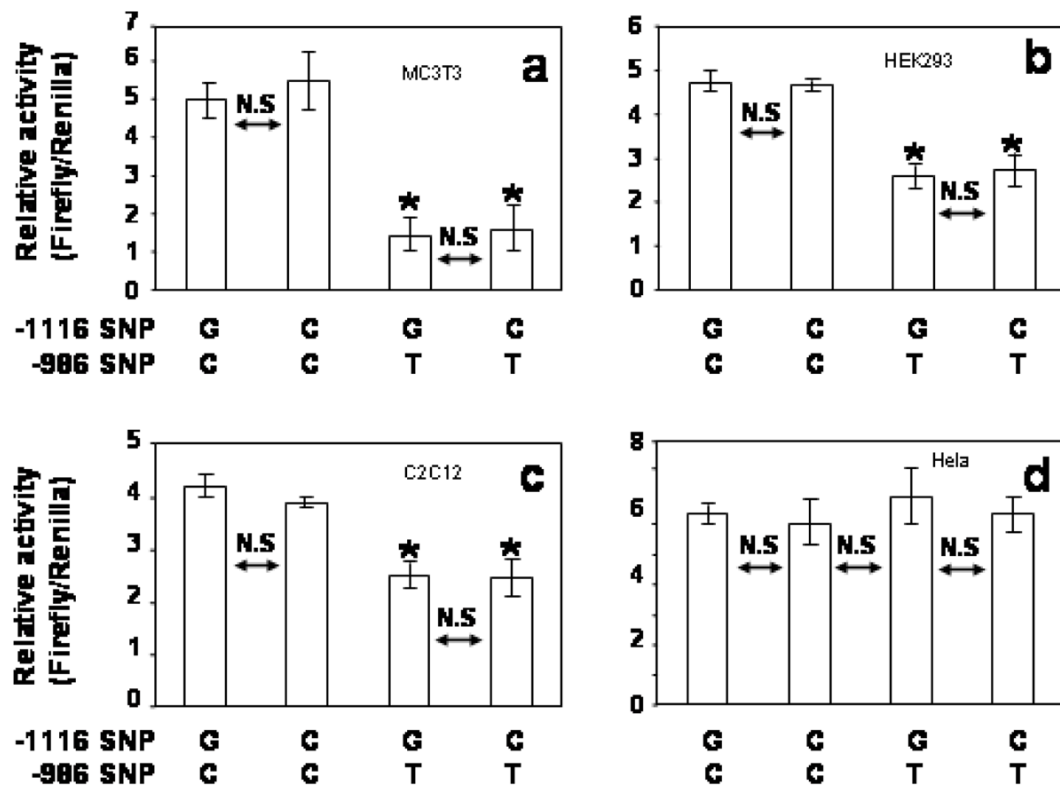 Relative activity
(Firefly/Renilla)
7
6
5
4
3
2
1
0
MC3T3
a
N.S
*
*
N.S
-1116 SNP G C G C
-986 SNP C C T T
6
5
4
3
2
1
0
HEK293
b
N.S
*
*
N.S
G C G C
C C T T
Relative activity
(Firefly/Renilla)
5
4
3
2
1
0
C2C12
c
N.S
*
*
N.S
-1116 SNP G C G C
-986 SNP C C T T
8
6
4
2
0
Hela
d
N.S N.S N.S
G C G C
C C T T